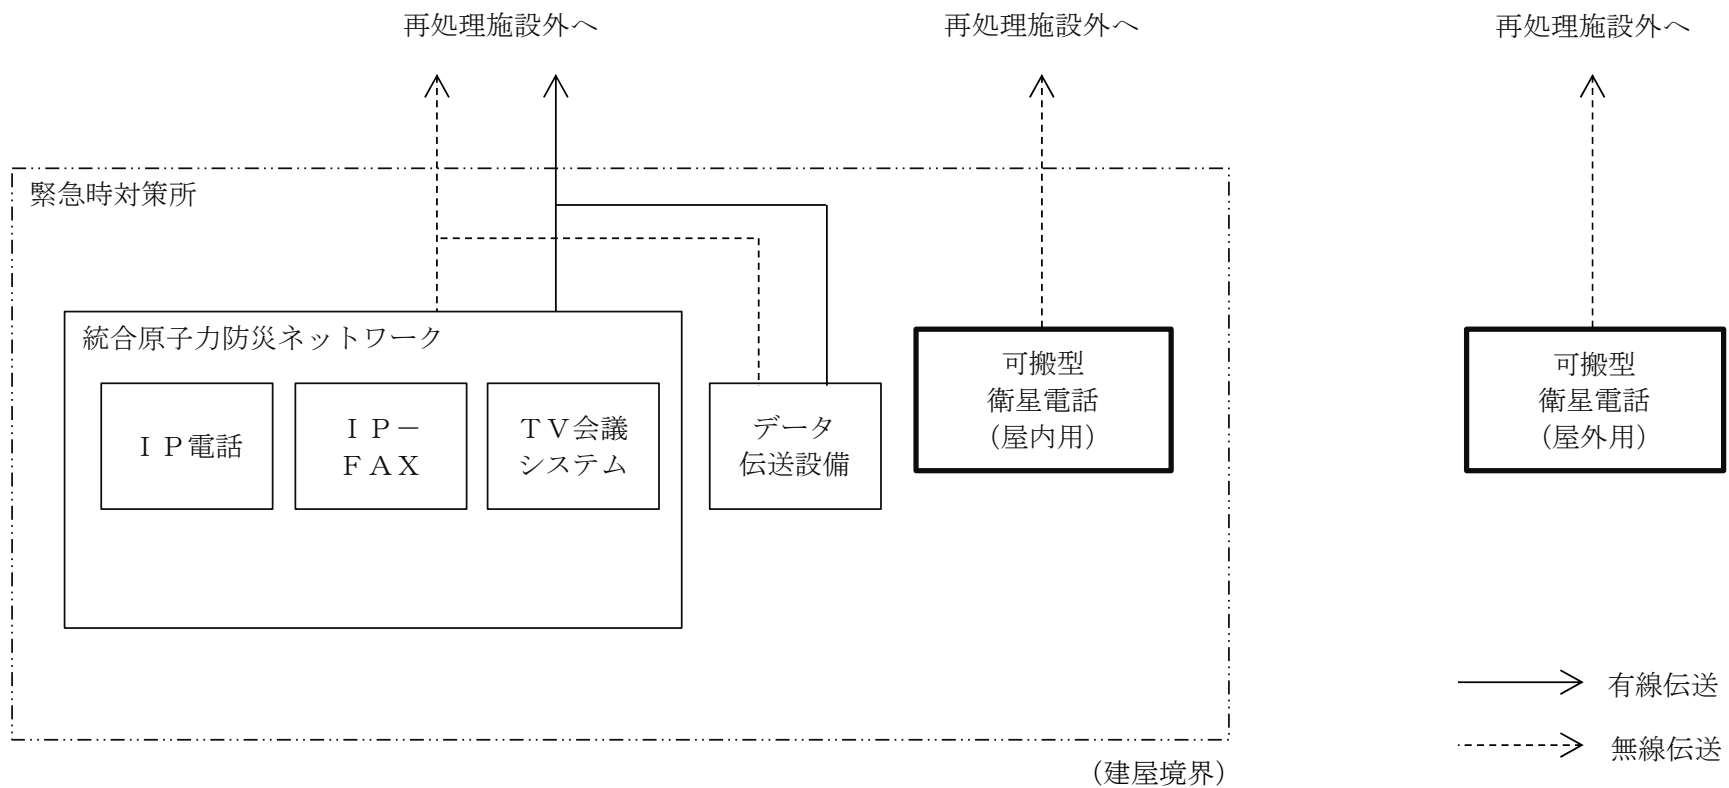 再処理施設外へ
再処理施設外へ
再処理施設外へ
緊急時対策所
統合原子力防災ネットワーク
ＩＰ電話
ＩＰ－
ＦＡＸ
ＴＶ会議
システム
データ
伝送設備
可搬型
衛星電話
（屋内用）
可搬型
衛星電話
（屋外用）
有線伝送
無線伝送
（建屋境界）